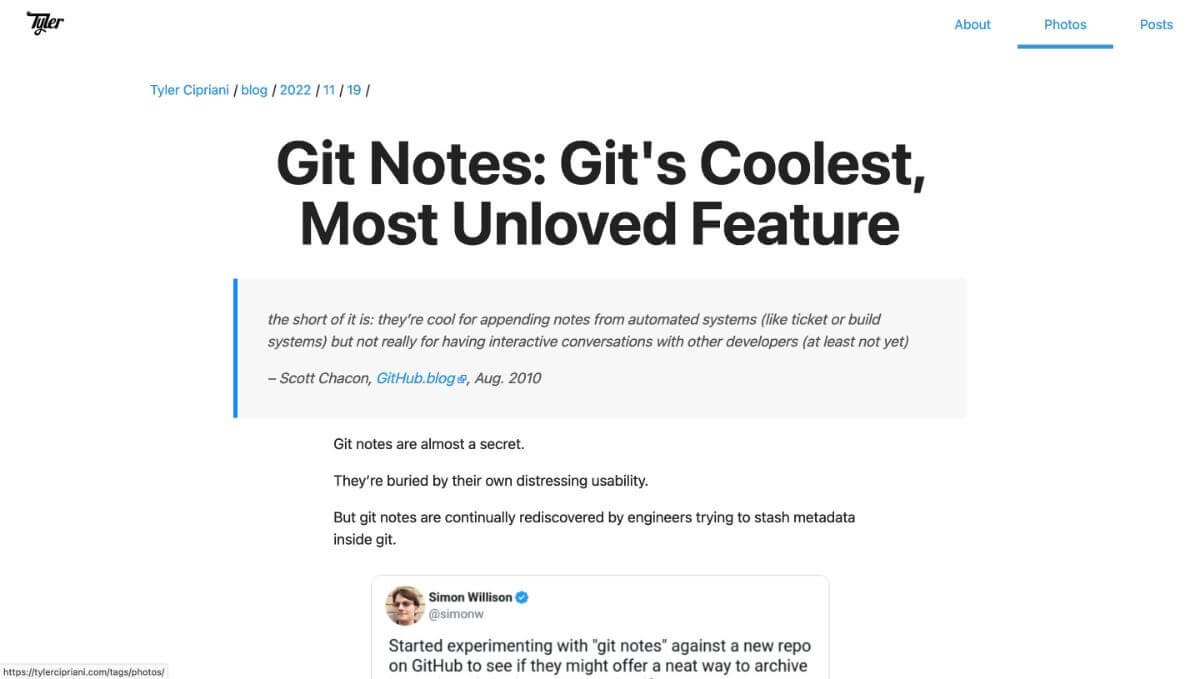 Tyler
About Photos Posts
Tyler Cipriani / blog / 2022 / 11 / 19 /
Git Notes: Git's Coolest,
Most Unloved Feature
the short of it is: they’re cool for appending notes from automated systems (like ticket or build
systems) but not really for having interactive conversations with other developers (at least not yet)
– Scott Chacon, GitHub.blog, Aug. 2010
Git notes are almost a secret.
They’re buried by their own distressing usability.
But git notes are continually rediscovered by engineers trying to stash metadata
inside git.
Simon Willison
@simonw
Started experimenting with "git notes" against a new repo
on GitHub to see if they might offer a neat way to archive
https://tylercipriani.com/tags/photos/